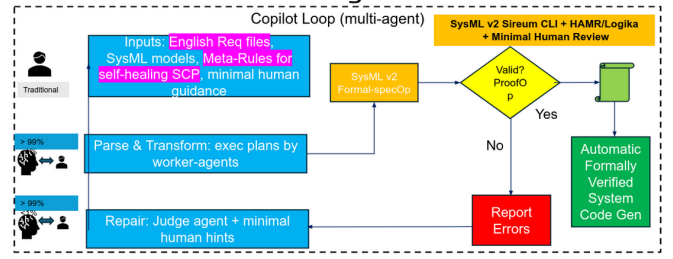 Copilot Loop (multi-agent)
SysML v2 Sireum CLI + HAMR/Logika
+ Minimal Human Review
Inputs: English Req files,
SysML models, Meta-Rules for
self-healing SCP, minimal human
guidance
Traditional
SysML v2
Formal-specOp
Valid?
ProofO
p
Yes
No
> 99%
Parse & Transform: exec plans by
worker-agents
Automatic
Formally
Verified
System
Code Gen
> 99%
Repair: Judge agent + minimal
human hints
Report
Errors